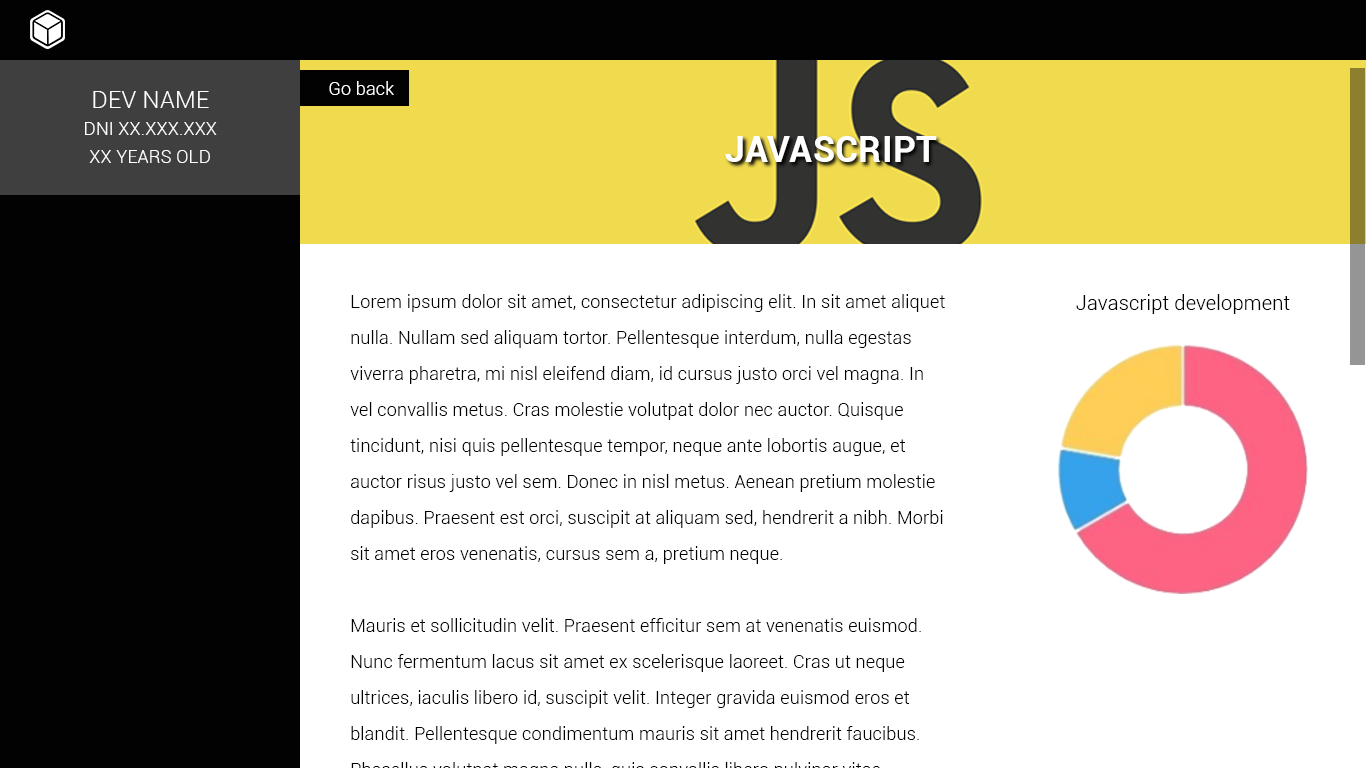 Go back
DEV NAME
DNI XX.XXX.XXX
XX YEARS OLD
JS
JAVASCRIPT
Lorem ipsum dolor sit amet, consectetur adipiscing elit. In sit amet aliquet
nulla. Nullam sed aliquam tortor. Pellentesque interdum, nulla egestas
viverra pharetra, mi nisl eleifend diam, id cursus justo orci vel magna. In
vel convallis metus. Cras molestie volutpat dolor nec auctor. Quisque
tincidunt, nisi quis pellentesque tempor, neque ante lobortis augue, et
auctor risus justo vel sem. Donec in nisl metus. Aenean pretium molestie
dapibus. Praesent est orci, suscipit at aliquam sed, hendrerit a nibh. Morbi
sit amet eros venenatis, cursus sem a, pretium neque.
Mauris et sollicitudin velit. Praesent efficitur sem at venenatis euismod.
Nunc fermentum lacus sit amet ex scelerisque laoreet. Cras ut neque
ultrices, iaculis libero id, suscipit velit. Integer gravida euismod eros et
blandit. Pellentesque condimentum mauris sit amet hendrerit faucibus.
Javascript development